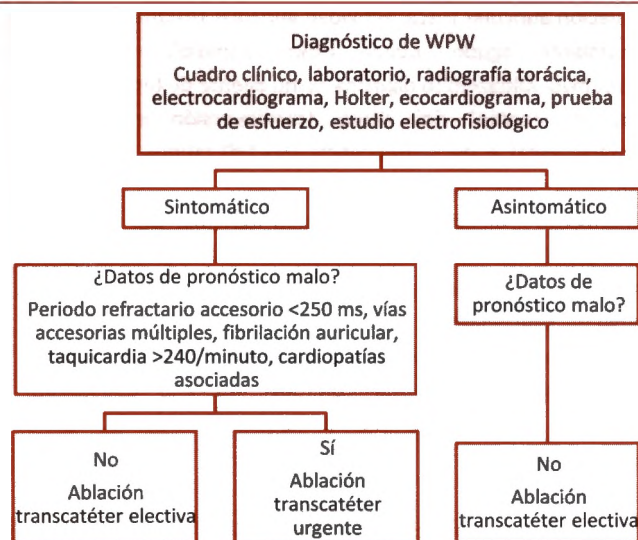 Diagnóstico de WPW
Cuadro clínico, laboratorio, radiografía torácica,
electrocardiograma, Holter, ecocardiograma, prueba
de esfuerzo, estudio electrofisiológico
Sintomático
Asintomático
¿Datos de pronóstico malo?
Periodo refractario accesorio <250 ms, vías
accesorias múltiples, fibrilación auricular,
taquicardia >240/minuto, cardiopatías
asociadas
¿Datos de
pronóstico malo?
No
Ablación
transcatéter electiva
Sí
Ablación
transcatéter
urgente
No
Ablación
transcatéter electiva